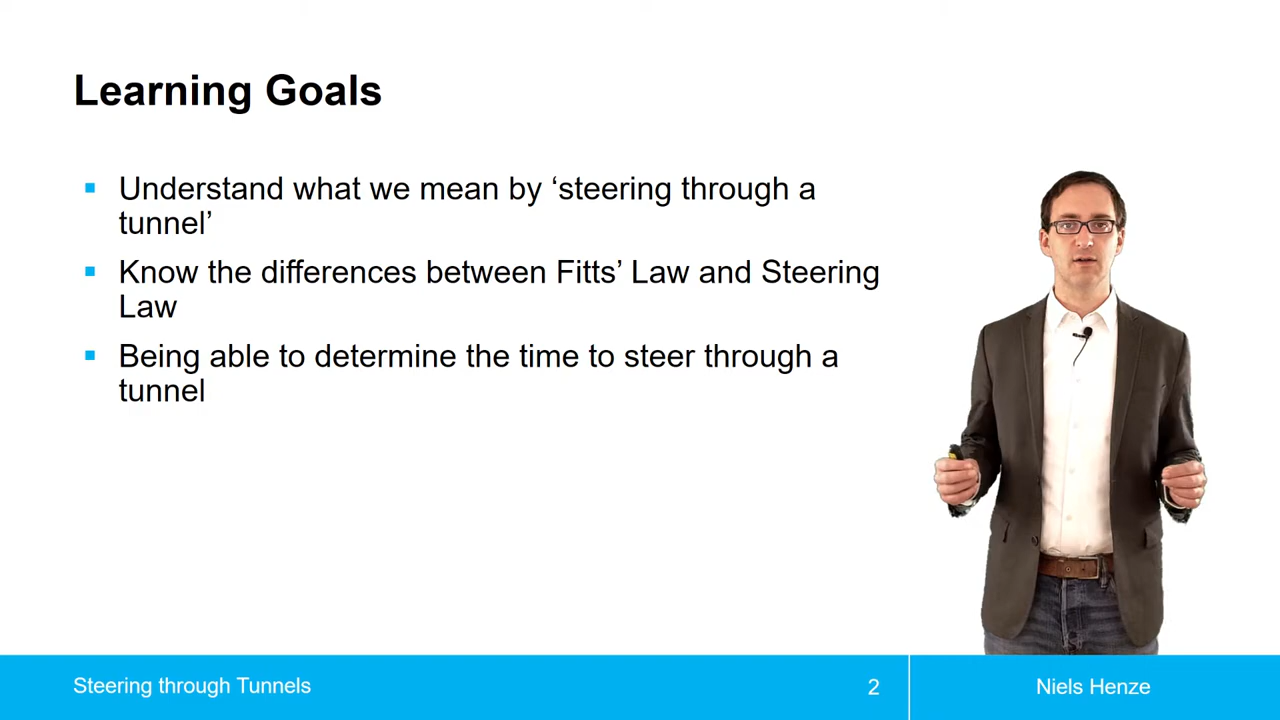 Learning Goals
Understand what we mean by ‘steering through a
tunnel’
Know the differences between Fitts’ Law and Steering
Law
Being able to determine the time to steer through a
tunnel
Steering through Tunnels
2
Niels Henze